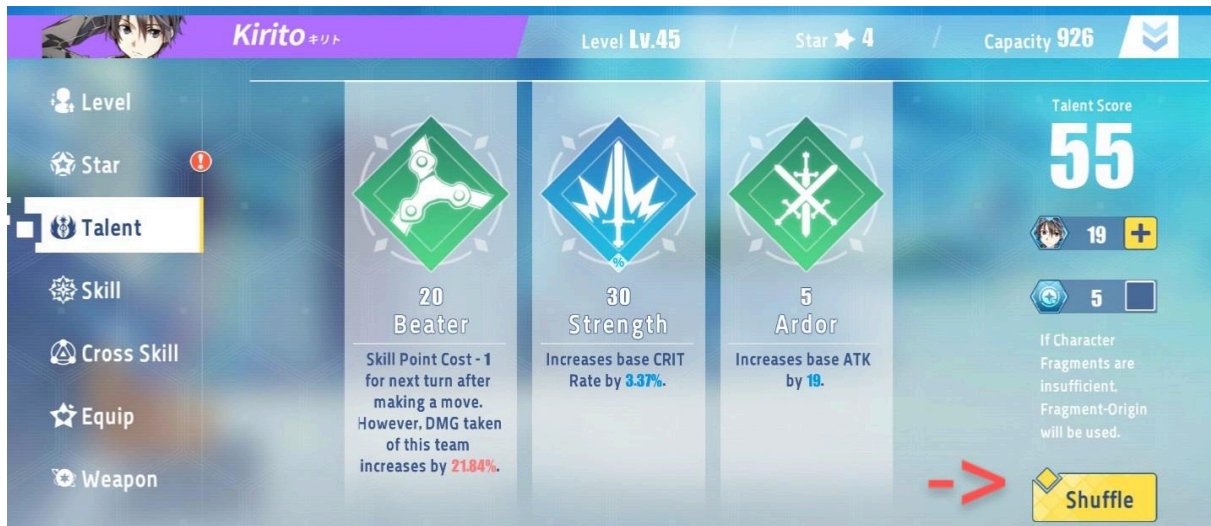 Kirito キリト
Level Lv.45 / Star 4 / Capacity 926
Level
Star !
Talent
Skill
Cross Skill
Equip
Weapon
20
Beater
Skill Point Cost - 1
for next turn after
making a move.
However, DMG taken
of this team
increases by 21.84%.
%
30
Strength
Increases base CRIT
Rate by 3.37%.
5
Ardor
Increases base ATK
by 19.
Talent Score
55
19 +
5
If Character
Fragments are
insufficient,
Fragment-Origin
will be used.
-> Shuffle